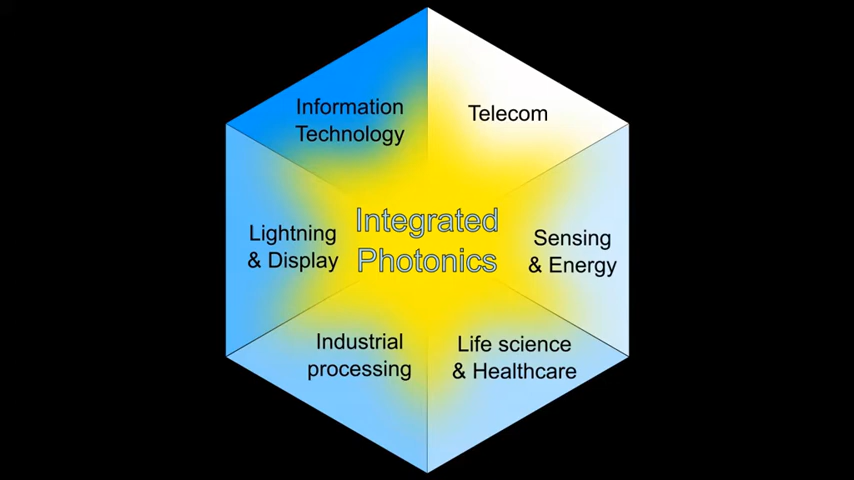 Information
Technology
Telecom
Lightning
& Display
Integrated
Photonics
Sensing
& Energy
Industrial
processing
Life science
& Healthcare